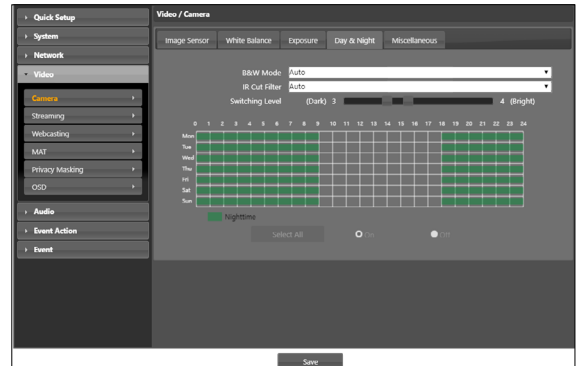 Quick Setup
System
Network
Video
Camera
Streaming
Webcasting
MAT
Privacy Masking
OSD
Audio
Event Action
Event
Video / Camera
Image Sensor White Balance Exposure Day & Night Miscellaneous
B&W Mode Auto
IR Cut Filter Auto
Switching Level (Dark) 3 4 (Bright)
0 1 2 3 4 5 6 7 8 9 10 11 12 13 14 15 16 17 18 19 20 21 22 23 24
Mon
Tue
Wed
Thu
Fri
Sat
Sun
Nighttime
Select All On Off
Save